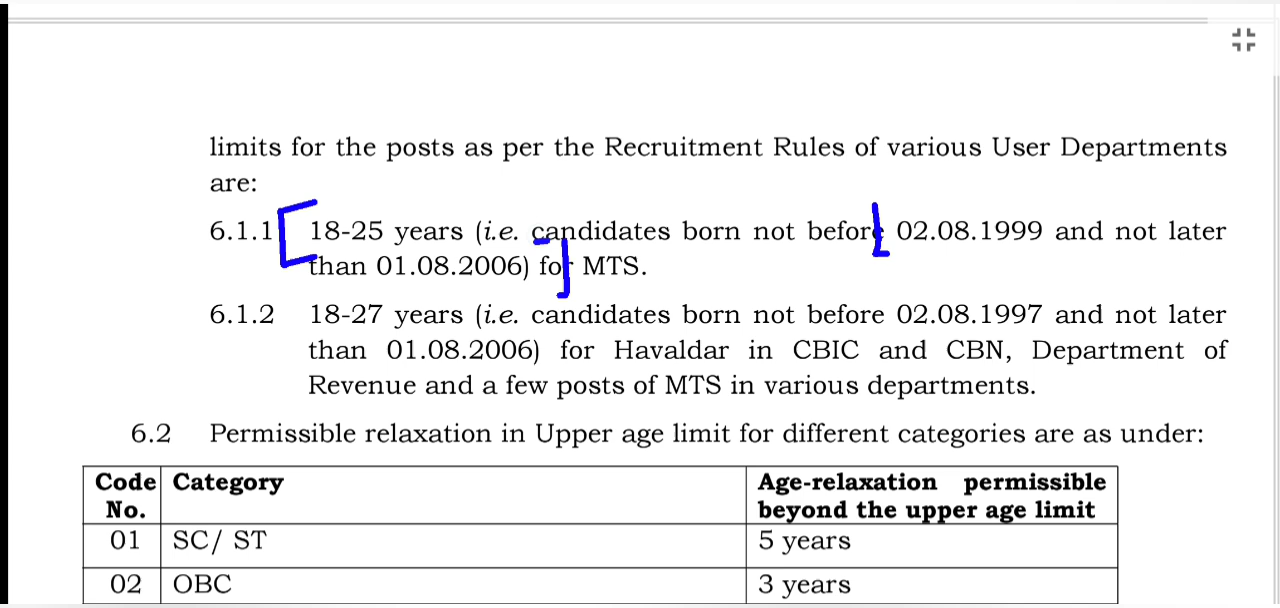 limits for the posts as per the Recruitment Rules of various User Departments
are:
6.1.1 18-25 years (i.e. candidates born not before 02.08.1999 and not later
than 01.08.2006) for MTS.
6.1.2 18-27 years (i.e. candidates born not before 02.08.1997 and not later
than 01.08.2006) for Havaldar in CBIC and CBN, Department of
Revenue and a few posts of MTS in various departments.
6.2 Permissible relaxation in Upper age limit for different categories are as under:
Code No. Category Age-relaxation permissible beyond the upper age limit
01 SC/ ST 5 years
02 OBC 3 years